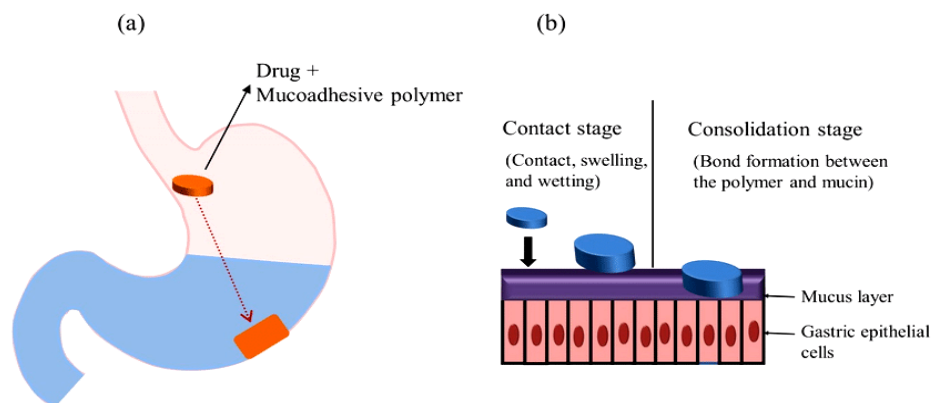 (a)
Drug +
Mucoadhesive polymer
(b)
Contact stage
(Contact, swelling,
and wetting)
Consolidation stage
(Bond formation between
the polymer and mucin)
Mucus layer
Gastric epithelial
cells